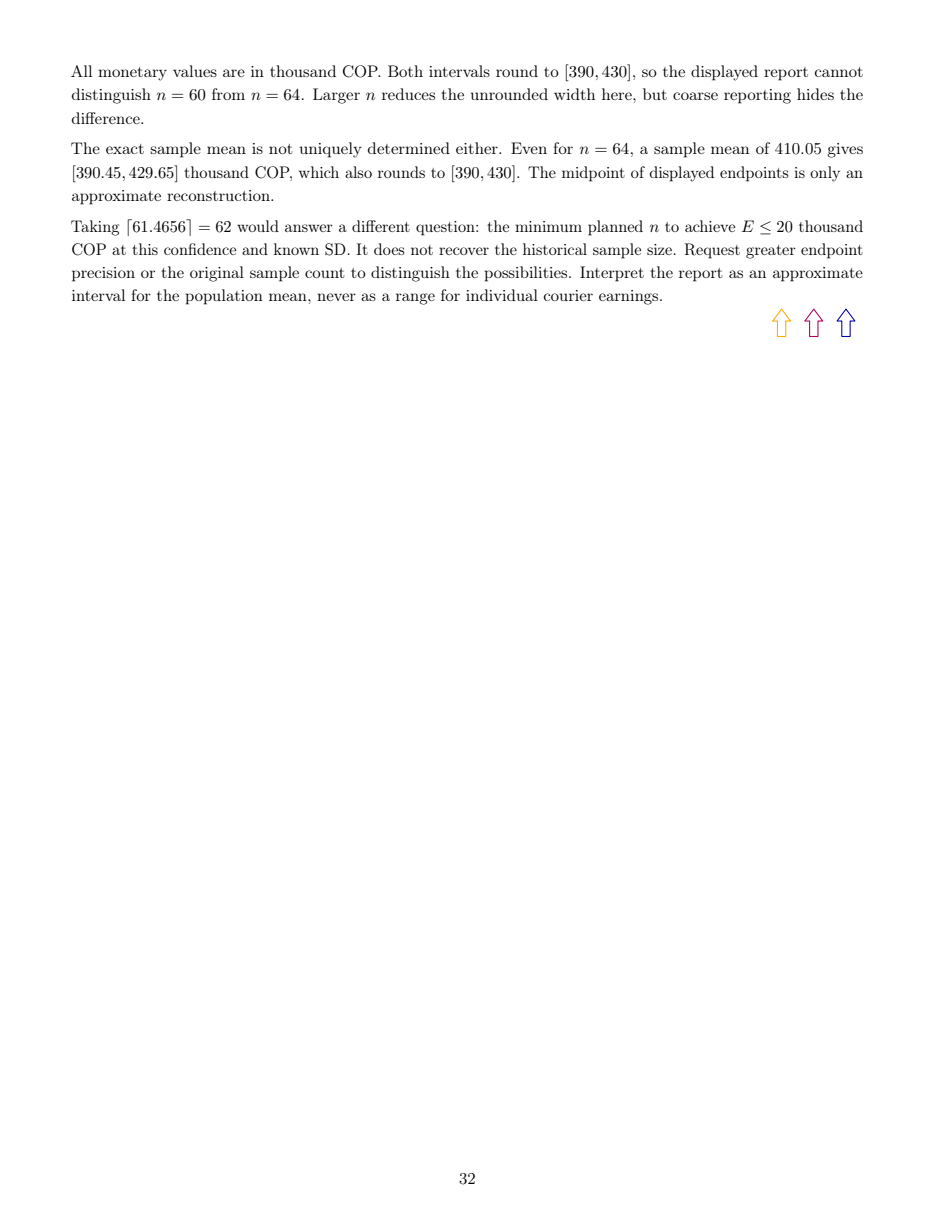 All monetary values are in thousand COP. Both intervals round to [390, 430], so the displayed report cannot
distinguish n = 60 from n = 64. Larger n reduces the unrounded width here, but coarse reporting hides the
difference.
The exact sample mean is not uniquely determined either. Even for n = 64, a sample mean of 410.05 gives
[390.45, 429.65] thousand COP, which also rounds to [390, 430]. The midpoint of displayed endpoints is only an
approximate reconstruction.
Taking ⌈61.4656⌉ = 62 would answer a different question: the minimum planned n to achieve E ≤ 20 thousand
COP at this confidence and known SD. It does not recover the historical sample size. Request greater endpoint
precision or the original sample count to distinguish the possibilities. Interpret the report as an approximate
interval for the population mean, never as a range for individual courier earnings.
32